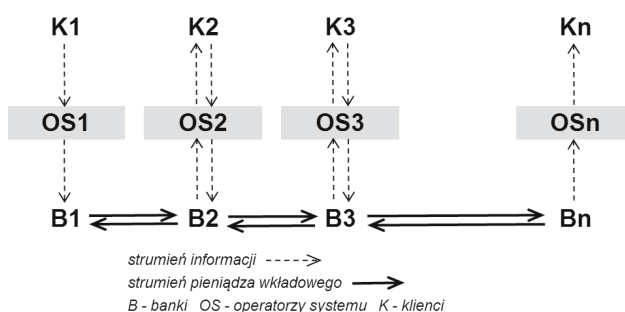 K1 K2 K3 Kn
OS1 OS2 OS3 OSn
B1 B2 B3 Bn
strumień informacji
strumień pieniądza wkładowego
B - banki OS - operatorzy systemu K - klienci